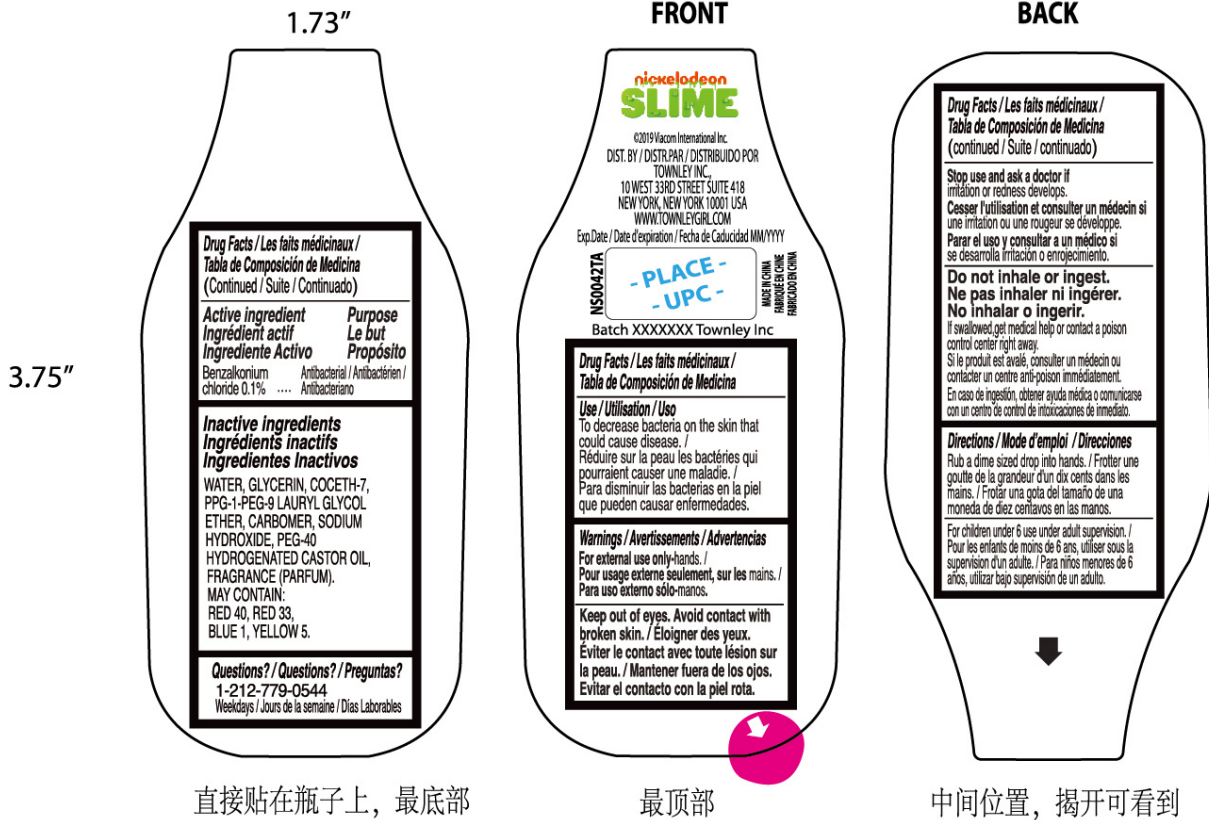 1.73"
3.75"
Drug Facts / Les faits médicinaux /
Tabla de Composición de Medicina
(Continued / Suite / Continuado)
Active ingredient Purpose
Ingrédient actif Le but
Ingrediente Activo Propósito
Benzalkonium Antibacterial / Antibactérien /
chloride 0.1% .... Antibacteriano
Inactive ingredients
Ingrédients inactifs
Ingredientes Inactivos
WATER, GLYCERIN, COCETH-7,
PPG-1-PEG-9 LAURYL GLYCOL
ETHER, CARBOMER, SODIUM
HYDROXIDE, PEG-40
HYDROGENATED CASTOR OIL,
FRAGRANCE (PARFUM).
MAY CONTAIN:
RED 40, RED 33,
BLUE 1, YELLOW 5.
Questions? / Questions? / Preguntas?
1-212-779-0544
Weekdays / Jours de la semaine / Dias Laborables
直接贴在瓶子上，最底部
FRONT
nickelodeon
SLIME
©2019 Viacom International Inc.
DIST. BY / DISTR.PAR / DISTRIBUIDO POR
TOWNLEY INC.,
10 WEST 33RD STREET SUITE 418
NEW YORK, NEW YORK 10001 USA
WWW.TOWNLEYGIRL.COM
Exp.Date / Date d'expiration / Fecha de Caducidad MM/YYYY
NS0042TA
- PLACE -
- UPC -
MADE IN CHINA
FABRIQUÉ EN CHINE
FABRICADO EN CHINA
Batch XXXXXXX Townley Inc
Drug Facts / Les faits médicinaux /
Tabla de Composición de Medicina
Use / Utilisation / Uso
To decrease bacteria on the skin that
could cause disease. /
Réduire sur la peau les bactéries qui
pourraient causer une maladie. /
Para disminuir las bacterias en la piel
que pueden causar enfermedades.
Warnings / Avertissements / Advertencias
For external use only-hands. /
Pour usage externe seulement, sur les mains. /
Para uso externo sólo-manos.
Keep out of eyes. Avoid contact with
broken skin. / Éloigner des yeux.
Éviter le contact avec toute lésion sur
la peau. / Mantener fuera de los ojos.
Evitar el contacto con la piel rota.
最顶部
BACK
Drug Facts / Les faits médicinaux /
Tabla de Composición de Medicina
(continued / Suite / continuado)
Stop use and ask a doctor if
irritation or redness develops.
Cesser l'utilisation et consulter un médecin si
une irritation ou une rougeur se développe.
Parar el uso y consultar a un médico si
se desarrolla irritación o enrojecimiento.
Do not inhale or ingest.
Ne pas inhaler ni ingérer.
No inhalar o ingerir.
If swallowed,get medical help or contact a poison
control center right away.
Si le produit est avalé, consulter un médecin ou
contacter un centre anti-poison immédiatement.
En caso de ingestión, obtener ayuda médica o comunicarse
con un centro de control de intoxicaciones de inmediato.
Directions / Mode d'emploi / Direcciones
Rub a dime sized drop into hands. / Frotter une
goutte de la grandeur d'un dix cents dans les
mains. / Frotar una gota del tamaño de una
moneda de diez centavos en las manos.
For children under 6 use under adult supervision. /
Pour les enfants de moins de 6 ans, utiliser sous la
supervision d'un adulte. / Para niños menores de 6
años, utilizar bajo supervisión de un adulto.
中间位置，揭开可看到